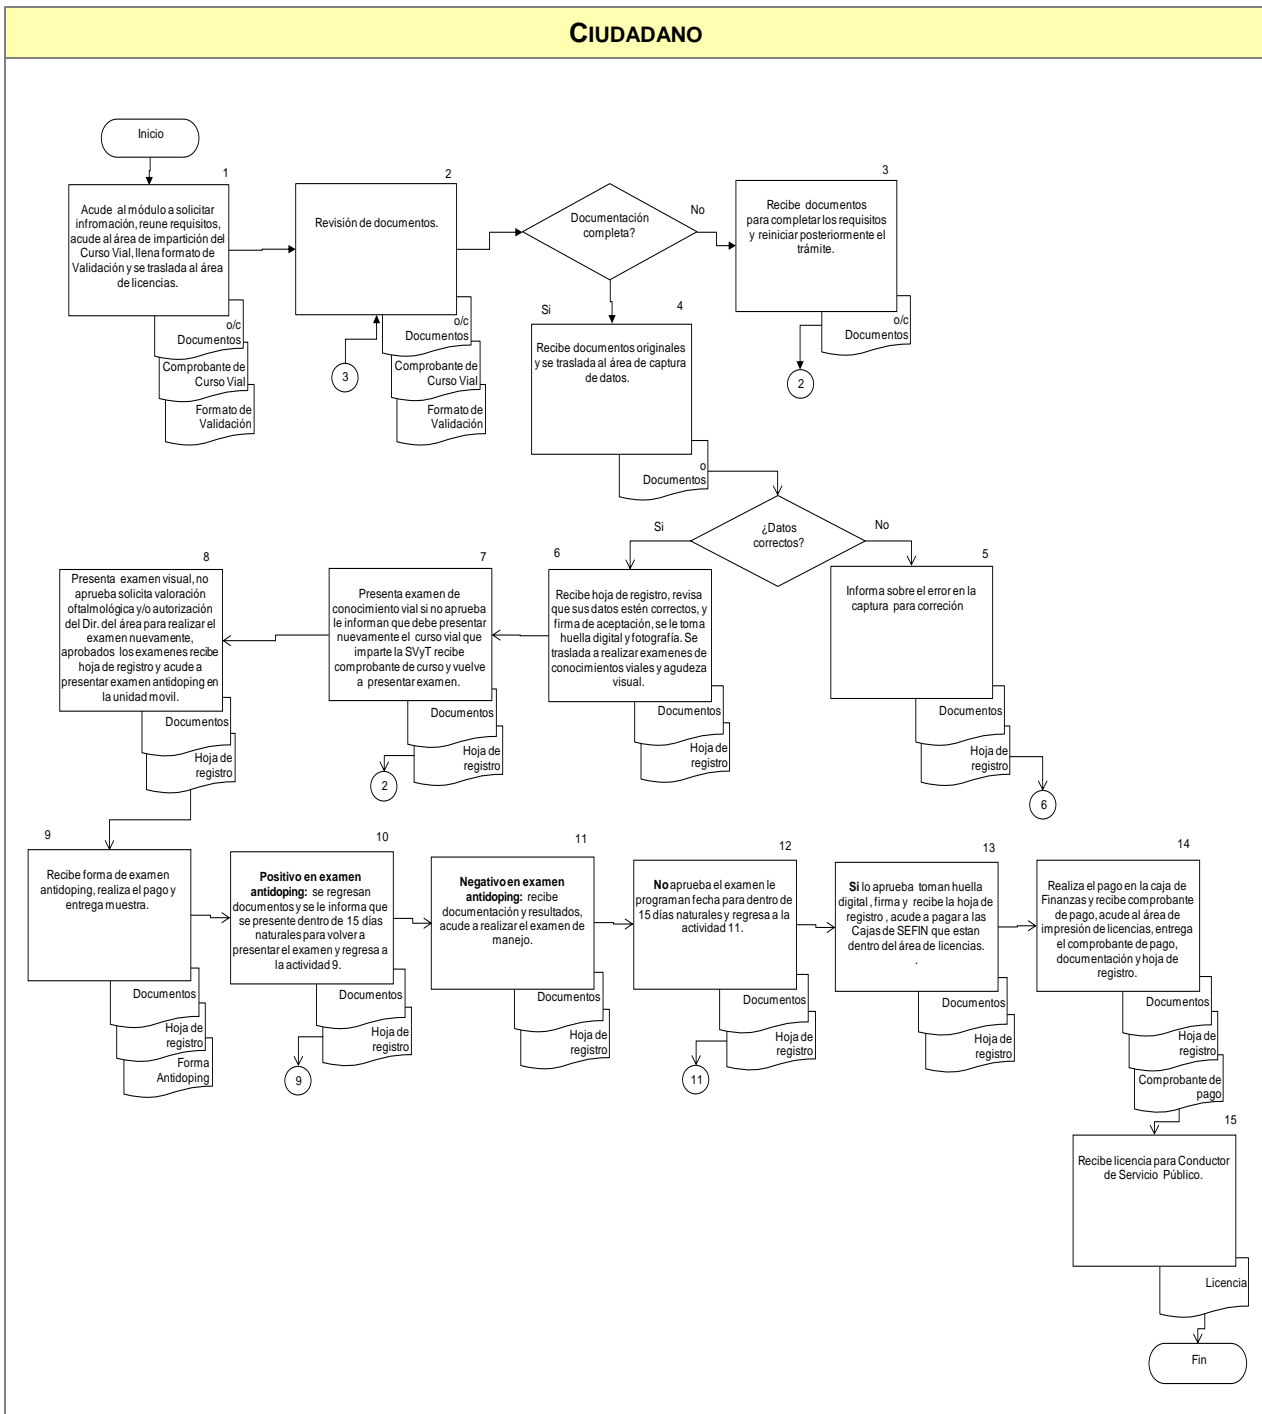 CIUDADANO
Inicio
1
Acude al módulo a solicitar
infromación, reune requisitos,
acude al área de impartición del
Curso Vial, llena formato de
Validación y se traslada al área
de licencias.
o/c
Documentos
Comprobante de
Curso Vial
Formato de
Validación
2
Revisión de documentos.
o/c
Documentos
Comprobante de
Curso Vial
Formato de
Validación
3
Documentación
completa?
No
Si
3
Recibe documentos
para completar los requisitos
y reiniciar posteriormente el
trámite.
o/c
Documentos
2
4
Recibe documentos originales
y se traslada al área de captura
de datos.
o
Documentos
¿Datos
correctos?
Si
No
5
Informa sobre el error en la
captura para correción
Documentos
Hoja de
registro
6
6
Recibe hoja de registro, revisa
que sus datos estén correctos, y
firma de aceptación, se le toma
huella digital y fotografía. Se
traslada a realizar examenes de
conocimientos viales y agudeza
visual.
Documentos
Hoja de
registro
7
Presenta examen de
conocimiento vial si no aprueba
le informan que debe presentar
nuevamente el curso vial que
imparte la SVyT recibe
comprobante de curso y vuelve
a presentar examen.
Documentos
Hoja de
registro
2
8
Presenta examen visual, no
aprueba solicita valoración
oftalmológica y/o autorización
del Dir. del área para realizar el
examen nuevamente,
aprobados los examenes recibe
hoja de registro y acude a
presentar examen antidoping en
la unidad movil.
Documentos
Hoja de
registro
9
Recibe forma de examen
antidoping, realiza el pago y
entrega muestra.
Documentos
Hoja de
registro
Forma
Antidoping
10
Positivo en examen
antidoping: se regresan
documentos y se le informa que
se presente dentro de 15 días
naturales para volver a
presentar el examen y regresa a
la actividad 9.
Documentos
Hoja de
registro
9
11
Negativo en examen
antidoping: recibe
documentación y resultados,
acude a realizar el examen de
manejo.
Documentos
Hoja de
registro
12
No aprueba el examen le
programan fecha para dentro de
15 días naturales y regresa a la
actividad 11.
Documentos
Hoja de
registro
11
13
Si lo aprueba toman huella
digital , firma y recibe la hoja de
registro , acude a pagar a las
Cajas de SEFIN que estan
dentro del área de licencias.
.
Documentos
Hoja de
registro
14
Realiza el pago en la caja de
Finanzas y recibe comprobante
de pago, acude al área de
impresión de licencias, entrega
el comprobante de pago,
documentación y hoja de
registro.
Documentos
Hoja de
registro
Comprobante de
pago
15
Recibe licencia para Conductor
de Servicio Público.
Licencia
Fin